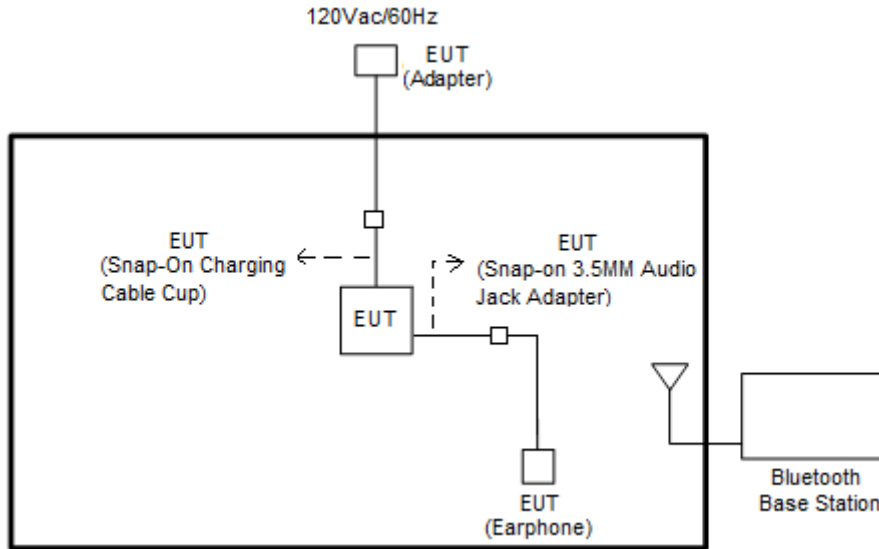 120Vac/60Hz
EUT
(Adapter)
EUT
(Snap-On Charging
Cable Cup)
EUT
(Snap-on 3.5MM Audio
Jack Adapter)
EUT
EUT
(Earphone)
Bluetooth
Base Station